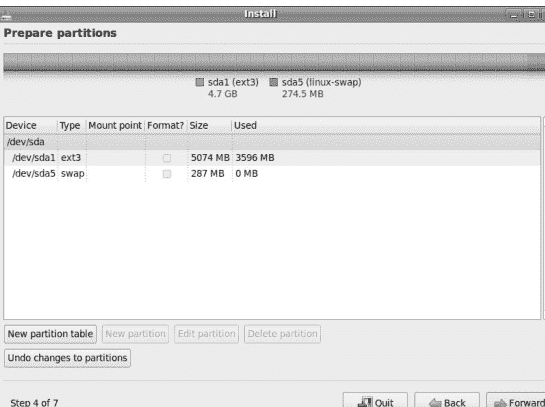 Install
Prepare partitions
sda1 (ext3) sda5 (linux-swap)
4.7 GB 274.5 MB
Device Type Mount point Format? Size Used
/dev/sda
/dev/sda1 ext3 5074 MB 3596 MB
/dev/sda5 swap 287 MB 0 MB
New partition table New partition Edit partition Delete partition
Undo changes to partitions
Step 4 of 7 Quit Back Forward